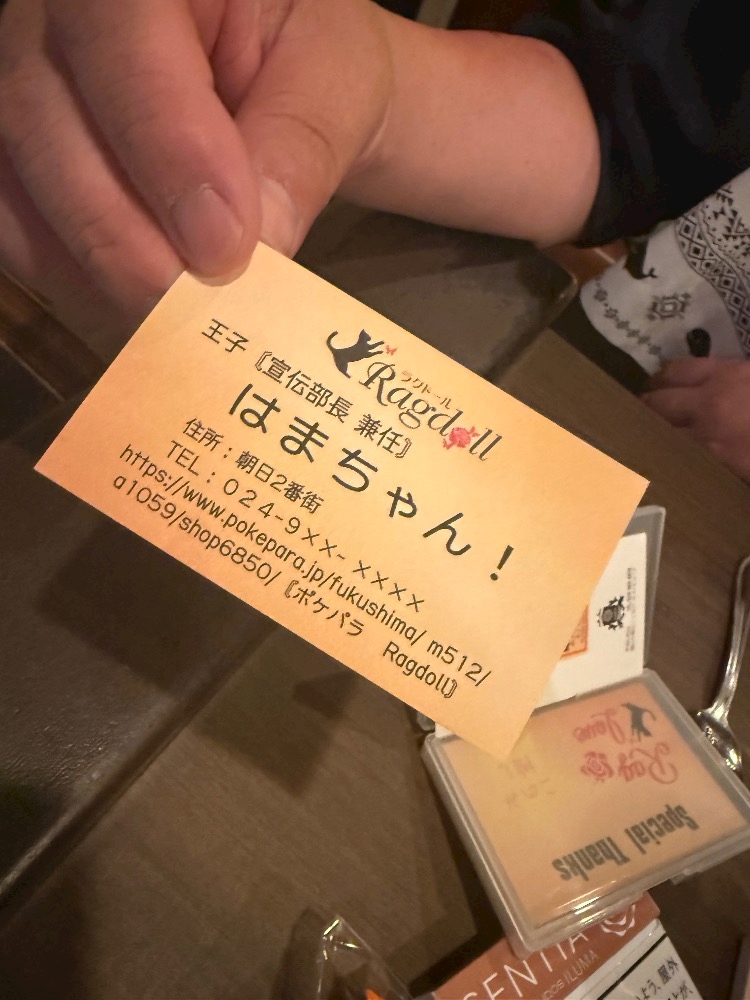 ラグドール
Ragdoll
王子 《宣伝部長 兼任》
はまちゃん！
住所：朝日2番街
TEL：０２４-９××-××××
https://www.pokepara.jp/fukushima/ m512/
a1059/shop6850/《ポケパラ Ragdoll》
Love
Special Thanks
SENTIA